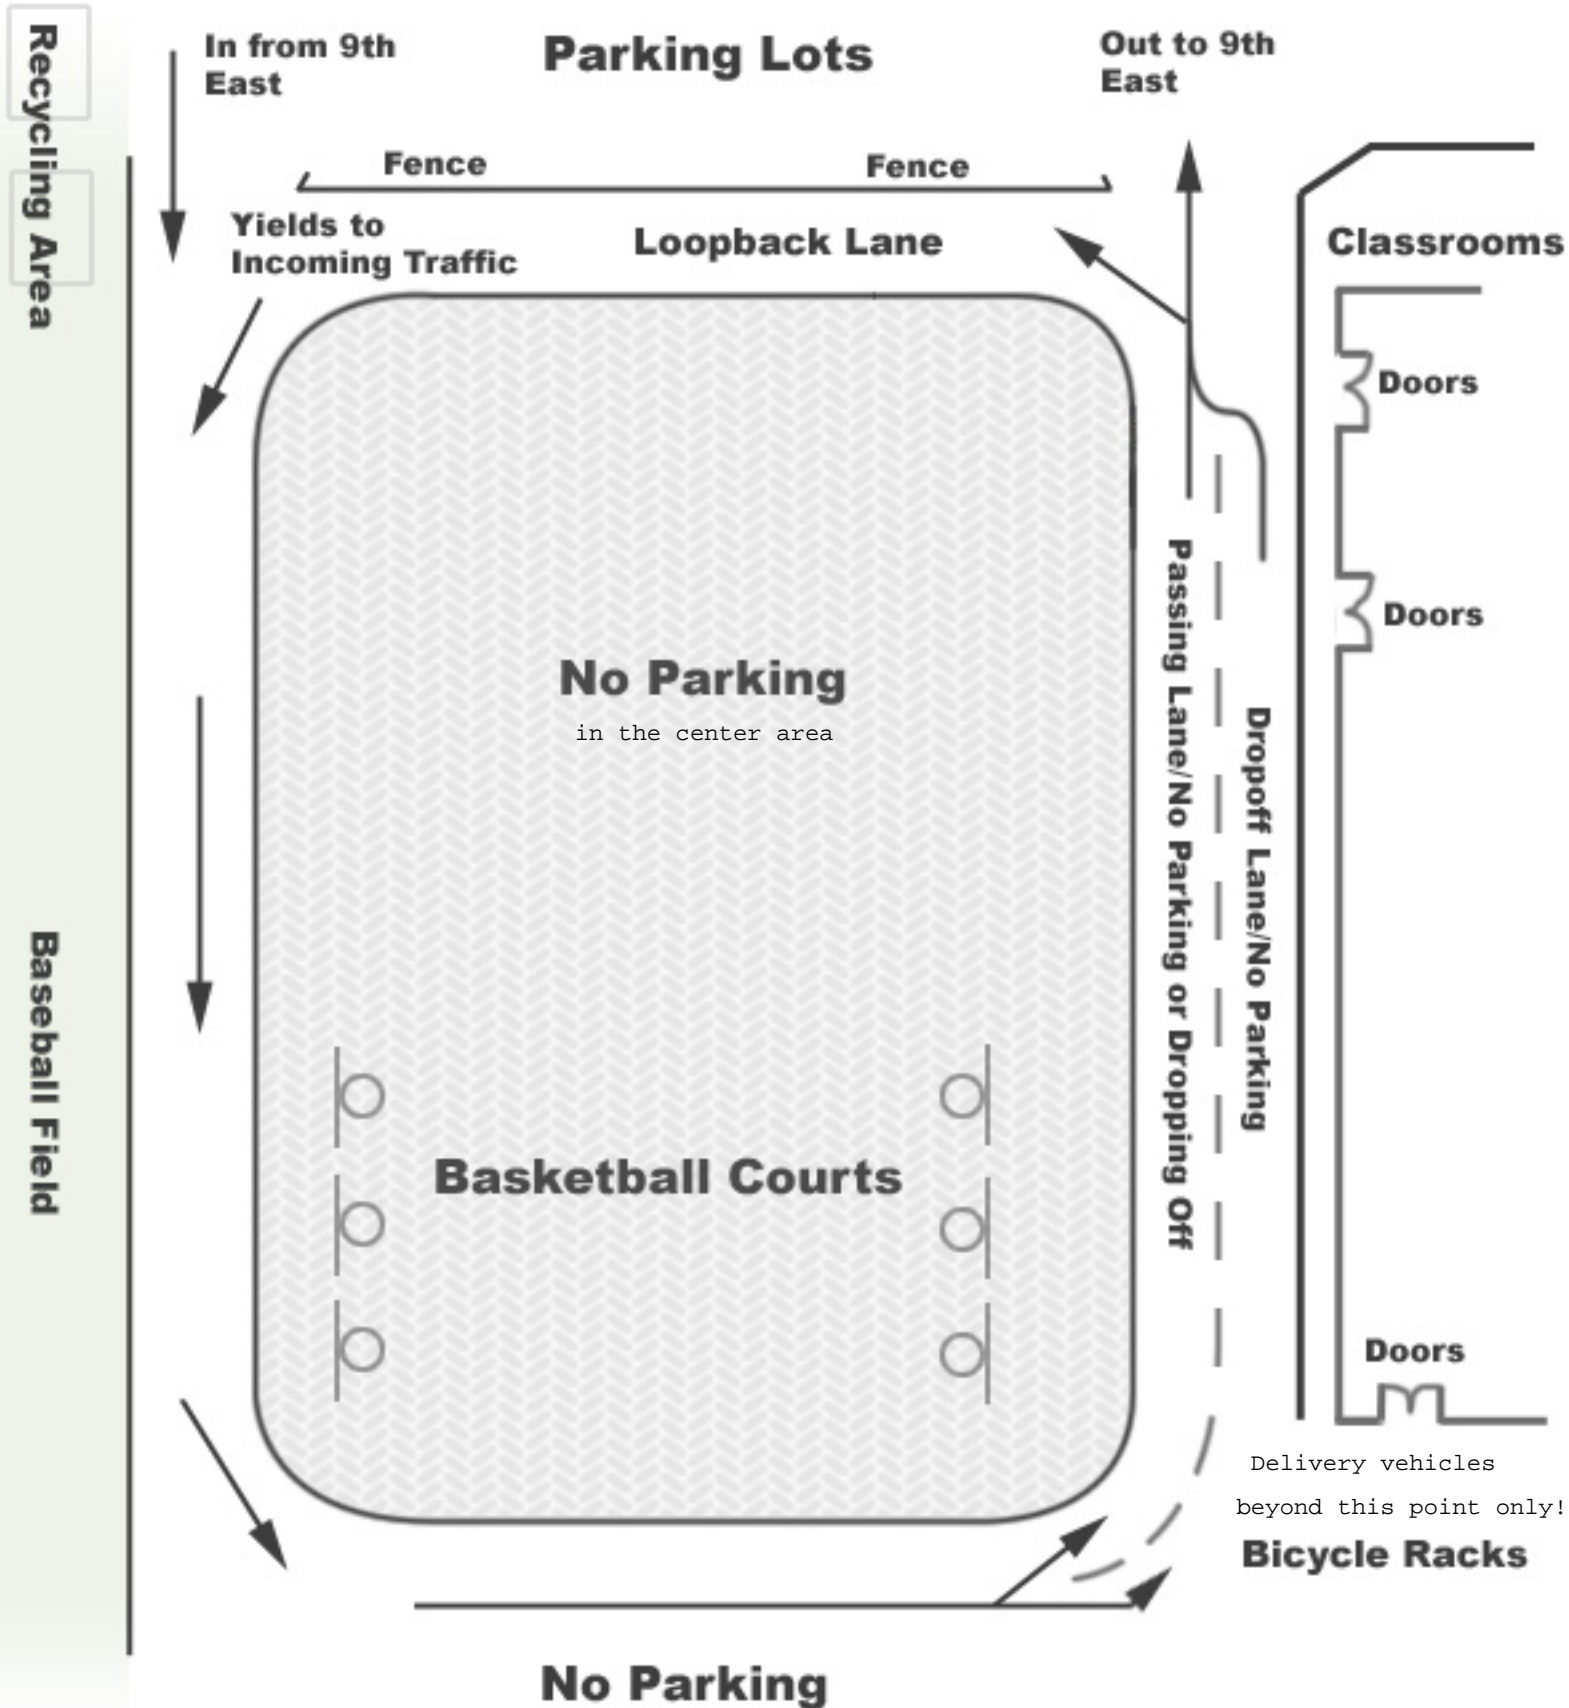 Recycling Area
In from 9th
East
Parking Lots
Out to 9th
East
Fence
Fence
Yields to
Incoming Traffic
Loopback Lane
Classrooms
Doors
Doors
No Parking
in the center area
Passing Lane/No Parking or Dropping Off
Dropoff Lane/No Parking
Baseball Field
Basketball Courts
Doors
Delivery vehicles
beyond this point only!
Bicycle Racks
No Parking